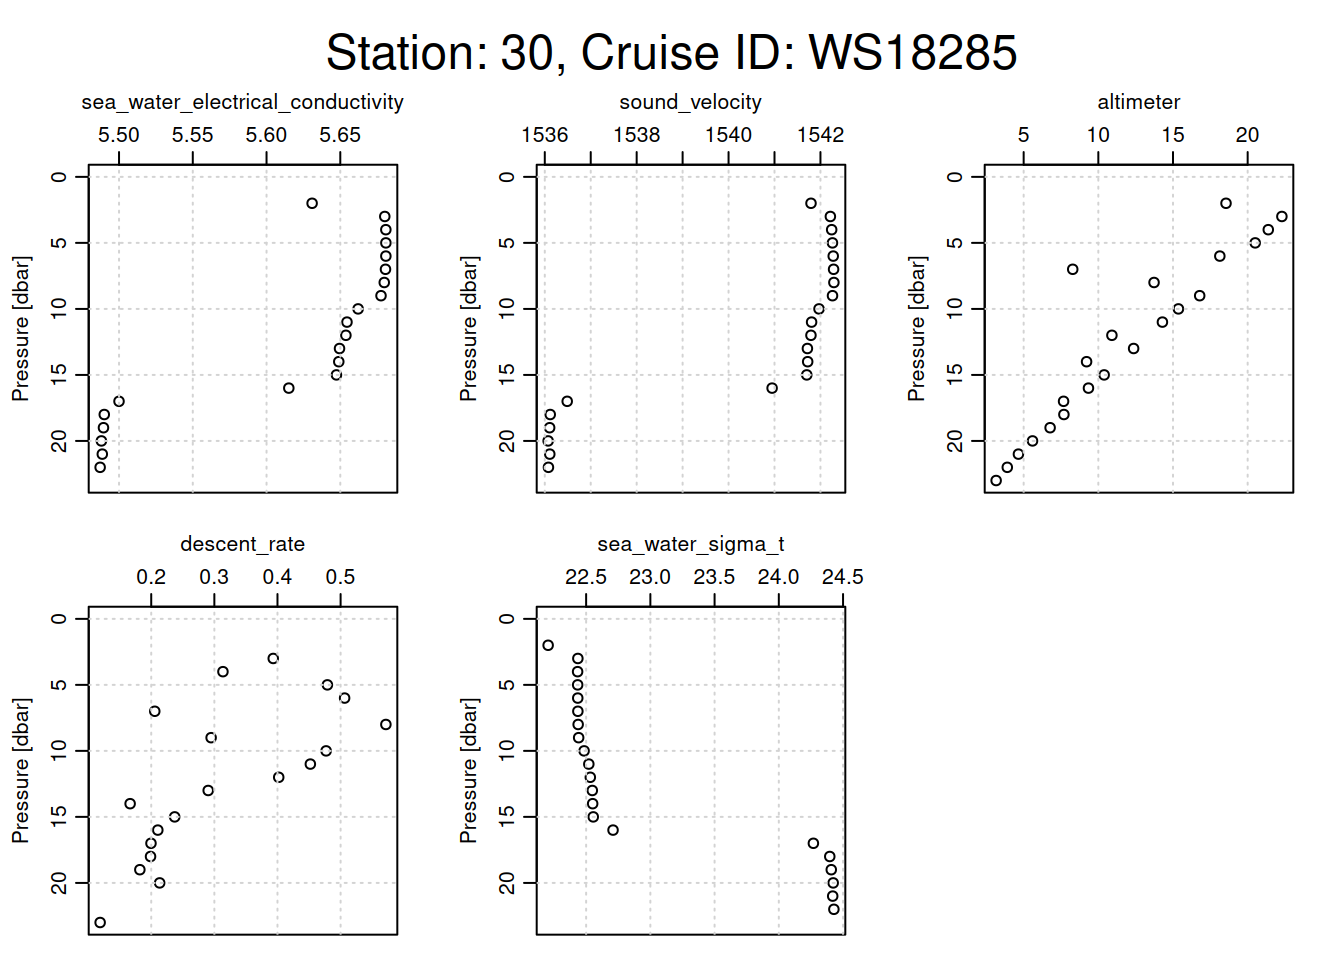 Station: 30, Cruise ID: WS18285
sea_water_electrical_conductivity
5.50 5.55 5.60 5.65
Pressure [dbar]
0
5
10
15
20
sound_velocity
1536 1538 1540 1542
Pressure [dbar]
0
5
10
15
20
altimeter
5 10 15 20
Pressure [dbar]
0
5
10
15
20
descent_rate
0.2 0.3 0.4 0.5
Pressure [dbar]
0
5
10
15
20
sea_water_sigma_t
22.5 23.0 23.5 24.0 24.5
Pressure [dbar]
0
5
10
15
20